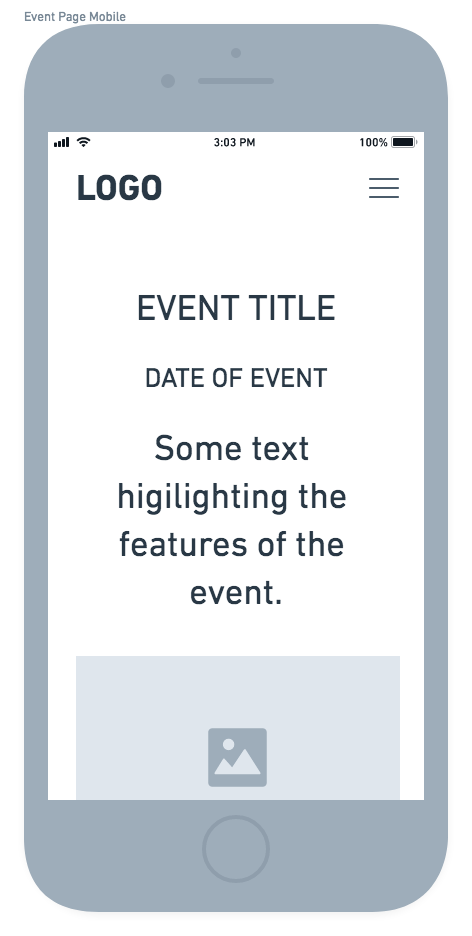 Event Page Mobile
3:03 PM
100%
LOGO
EVENT TITLE
DATE OF EVENT
Some text
higilighting the
features of the
event.